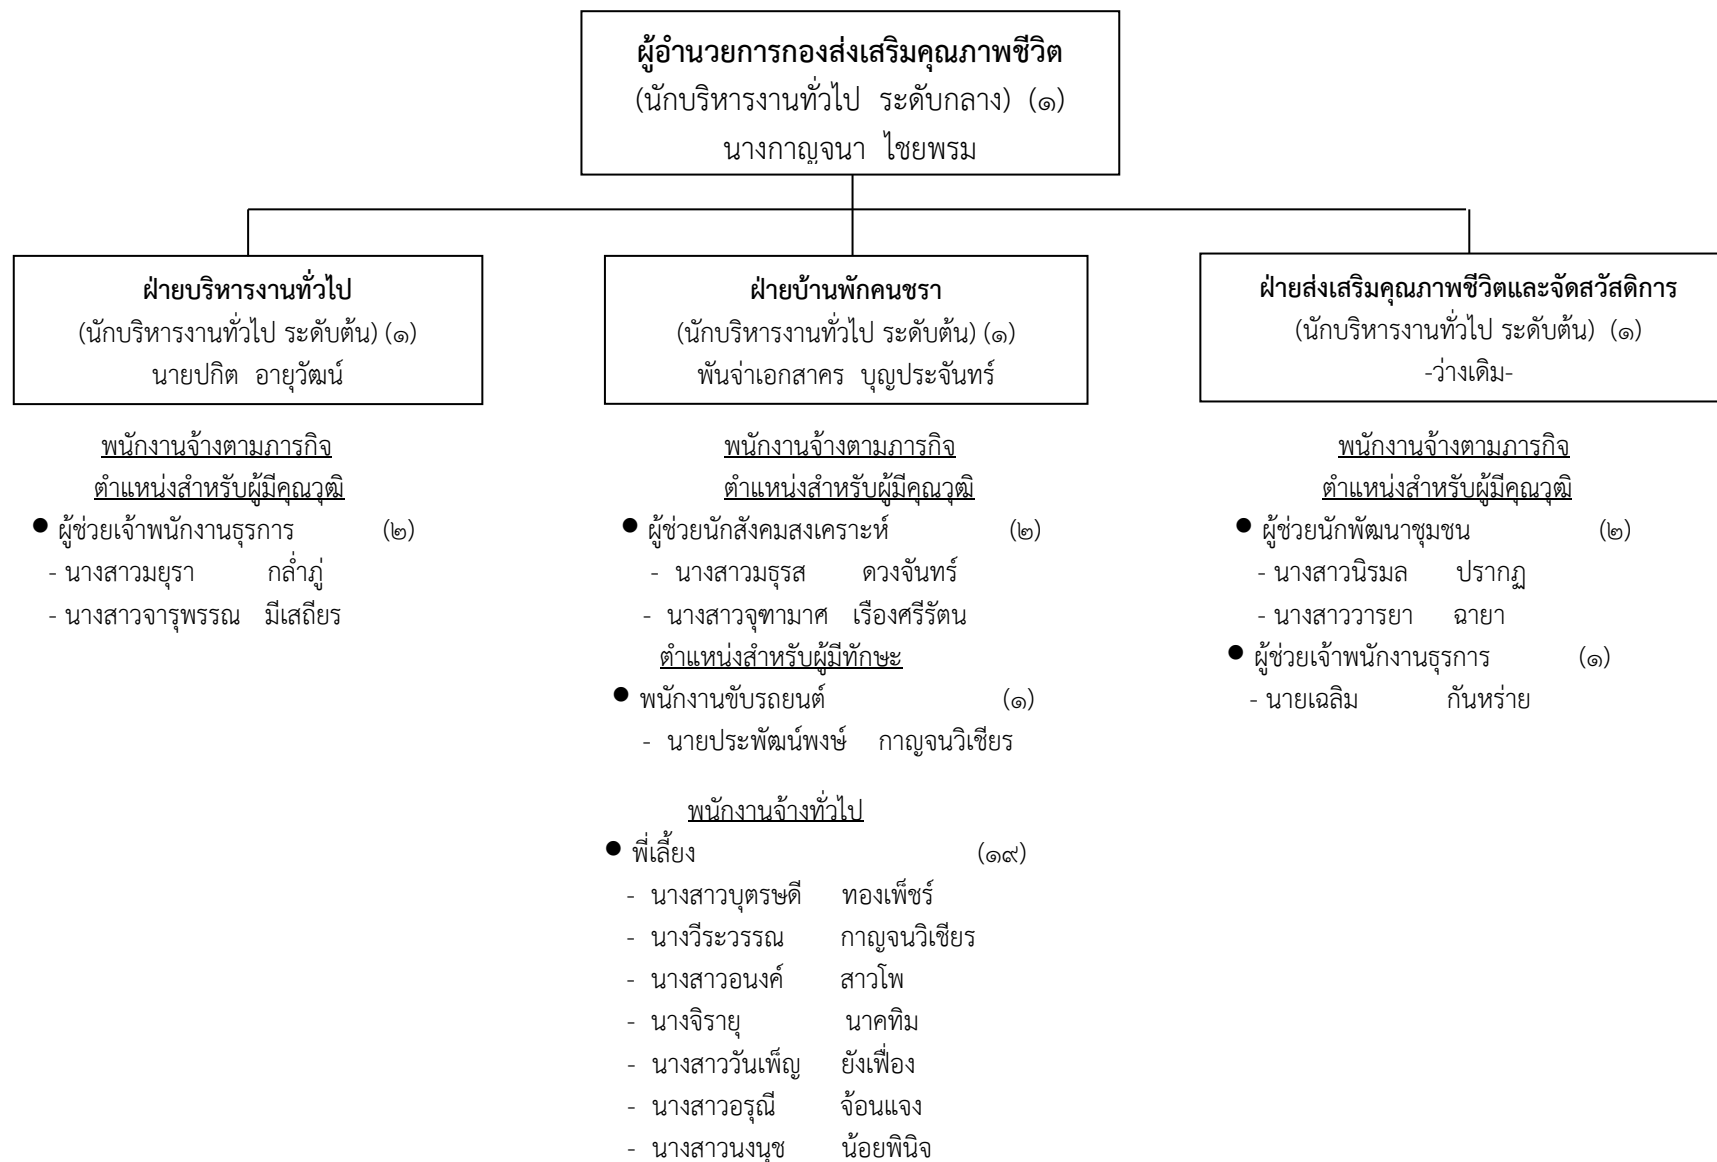 ผู้อำนวยการกองส่งเสริมคุณภาพชีวิต
(นักบริหารงานทั่วไป ระดับกลาง) (๑)
นางกาญจนา ไชยพรม
ฝ่ายบริหารงานทั่วไป
(นักบริหารงานทั่วไป ระดับต้น) (๑)
นายปกิต อายุวัฒน์
พนักงานจ้างตามภารกิจ
ตำแหน่งสำหรับผู้มีคุณวุฒิ
● ผู้ช่วยเจ้าพนักงานธุรการ (๒)
- นางสาวมยุรา กล่ำภู่
- นางสาวจารุพรรณ มีเสถียร
ฝ่ายบ้านพักคนชรา
(นักบริหารงานทั่วไป ระดับต้น) (๑)
พันจ่าเอกสาคร บุญประจันทร์
พนักงานจ้างตามภารกิจ
ตำแหน่งสำหรับผู้มีคุณวุฒิ
● ผู้ช่วยนักสังคมสงเคราะห์ (๒)
- นางสาวมธุรส ดวงจันทร์
- นางสาวจุฑามาศ เรืองศรีรัตน
ตำแหน่งสำหรับผู้มีทักษะ
● พนักงานขับรถยนต์ (๑)
- นายประพัฒน์พงษ์ กาญจนวิเชียร
พนักงานจ้างทั่วไป
● พี่เลี้ยง (๑๙)
- นางสาวบุตรษดี ทองเพ็ชร์
- นางวีระวรรณ กาญจนวิเชียร
- นางสาวอนงค์ สาวโพ
- นางจิรายุ นาคทิม
- นางสาววันเพ็ญ ยังเฟื่อง
- นางสาวอรุณี จ้อนแจง
- นางสาวนงนุช น้อยพินิจ
ฝ่ายส่งเสริมคุณภาพชีวิตและจัดสวัสดิการ
(นักบริหารงานทั่วไป ระดับต้น) (๑)
-ว่างเดิม-
พนักงานจ้างตามภารกิจ
ตำแหน่งสำหรับผู้มีคุณวุฒิ
● ผู้ช่วยนักพัฒนาชุมชน (๒)
- นางสาวนิรมล ปรากฏ
- นางสาววารยา ฉายา
● ผู้ช่วยเจ้าพนักงานธุรการ (๑)
- นายเฉลิม กันหร่าย